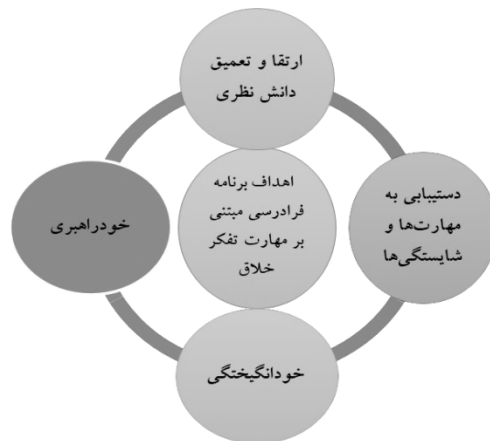 ارتقا و تعمیق
دانش نظری
اهداف برنامه
فرادرسی مبتنی
بر مهارت تفکر
خلاق
دستیابی به
مهارت‌ها و
شایستگی‌ها
خودراهبری
خودانگیختگی